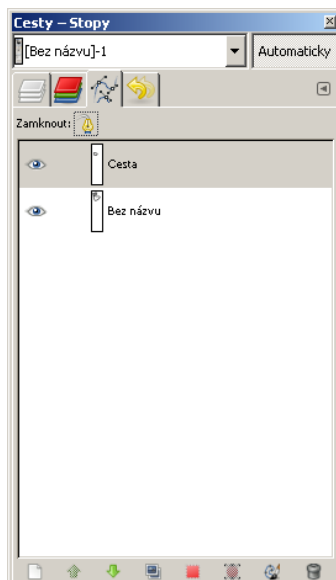 Cesty – Stopy
[Bez názvu]-1
Automaticky
Zamknout:
Cesta
Bez názvu